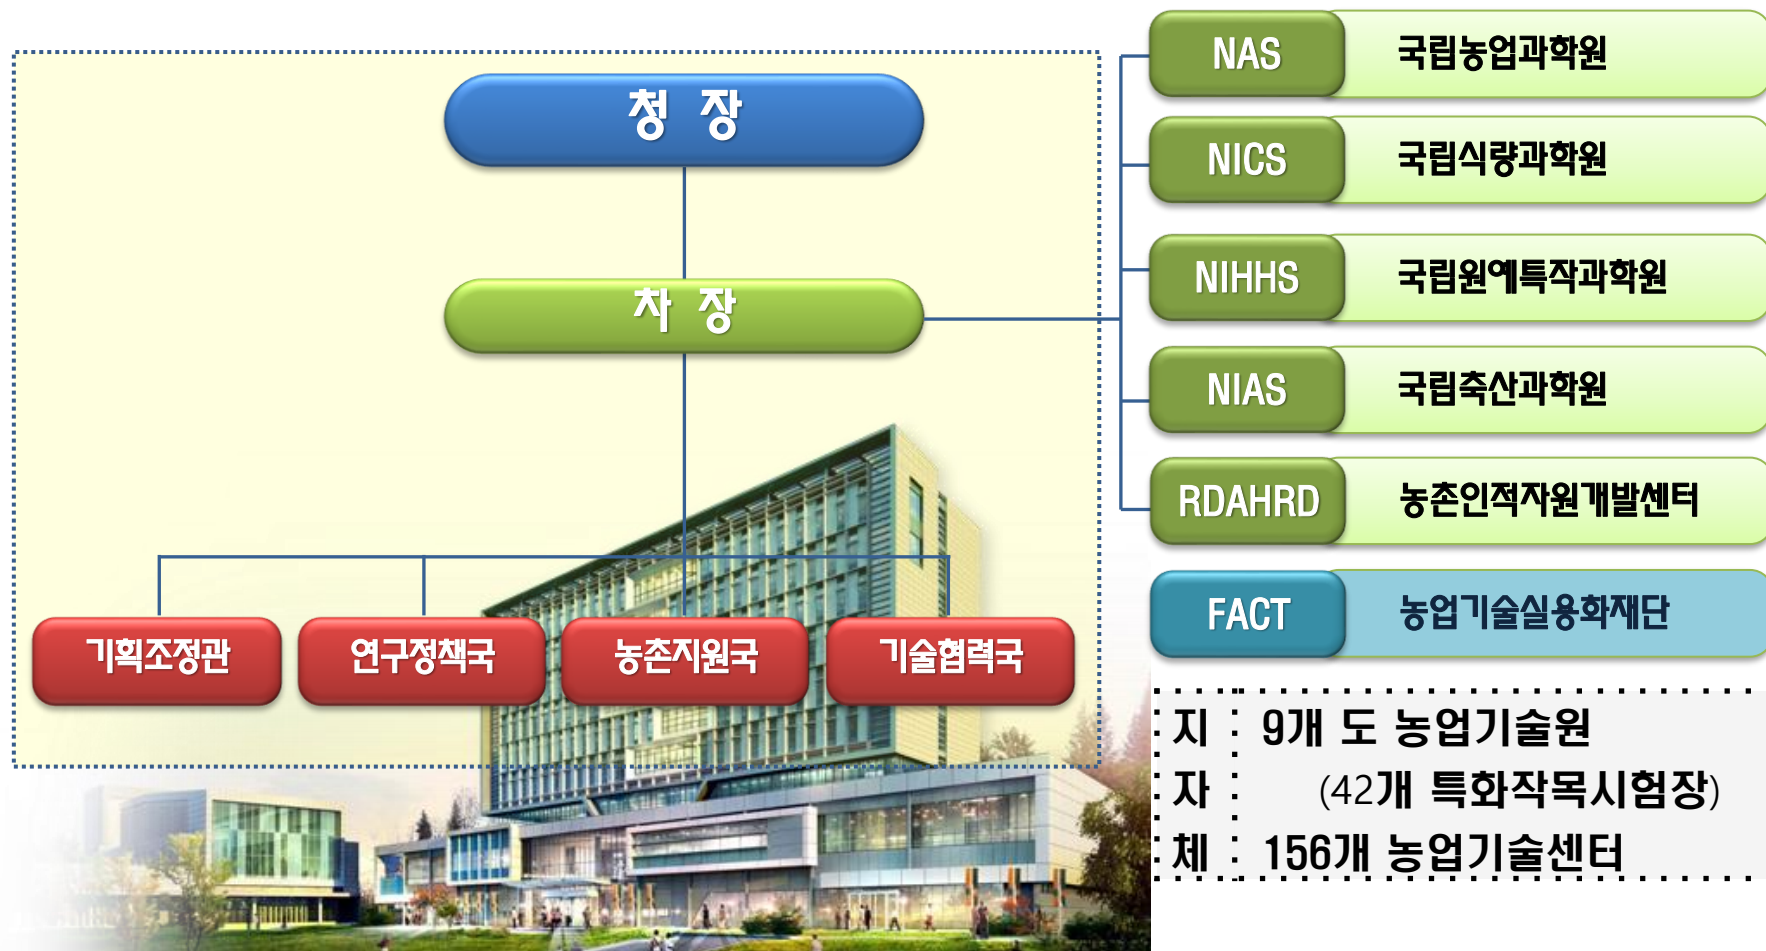 청 장
차 장
기획조정관
연구정책국
농촌지원국
기술협력국
NAS 국립농업과학원
NICS 국립식량과학원
NIHHS 국립원예특작과학원
NIAS 국립축산과학원
RDAHRD 농촌인적자원개발센터
FACT 농업기술실용화재단
지 9개 도 농업기술원
자 (42개 특화작목시험장)
체 156개 농업기술센터